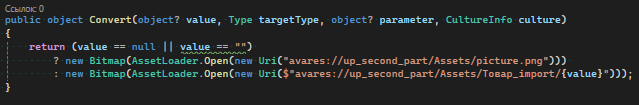 Ссылок: 0
public object Convert(object? value, Type targetType, object? parameter, CultureInfo culture)
{
return (value == null || value == "")
? new Bitmap(AssetLoader.Open(new Uri("avares://up_second_part/Assets/picture.png")))
: new Bitmap(AssetLoader.Open(new Uri($"avares://up_second_part/Assets/Товар_import/{value}")));
}